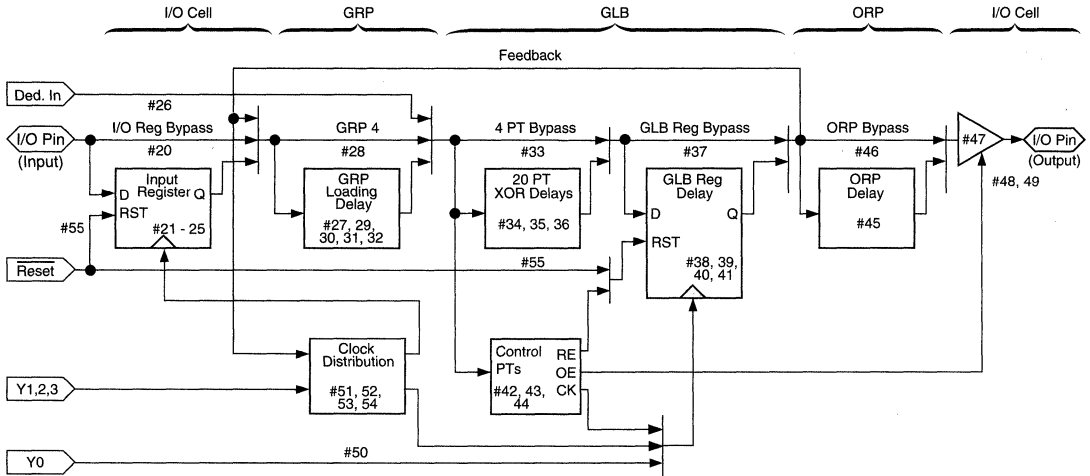 I/O Cell
GRP
GLB
ORP
I/O Cell
Feedback
Ded. In
#26
I/O Pin
(Input)
I/O Reg Bypass
#20
GRP 4
#28
4 PT Bypass
#33
GLB Reg Bypass
#37
ORP Bypass
#46
#47
I/O Pin
(Output)
#48, 49
Input
Register
D
Q
RST
#21 - 25
#55
GRP
Loading
Delay
#27, 29,
30, 31, 32
20 PT
XOR Delays
#34, 35, 36
GLB Reg
Delay
D
Q
RST
#38, 39,
40, 41
ORP
Delay
#45
Reset
#55
Clock
Distribution
#51, 52,
53, 54
Control
PTs
RE
OE
CK
#42, 43,
44
Y1,2,3
Y0
#50